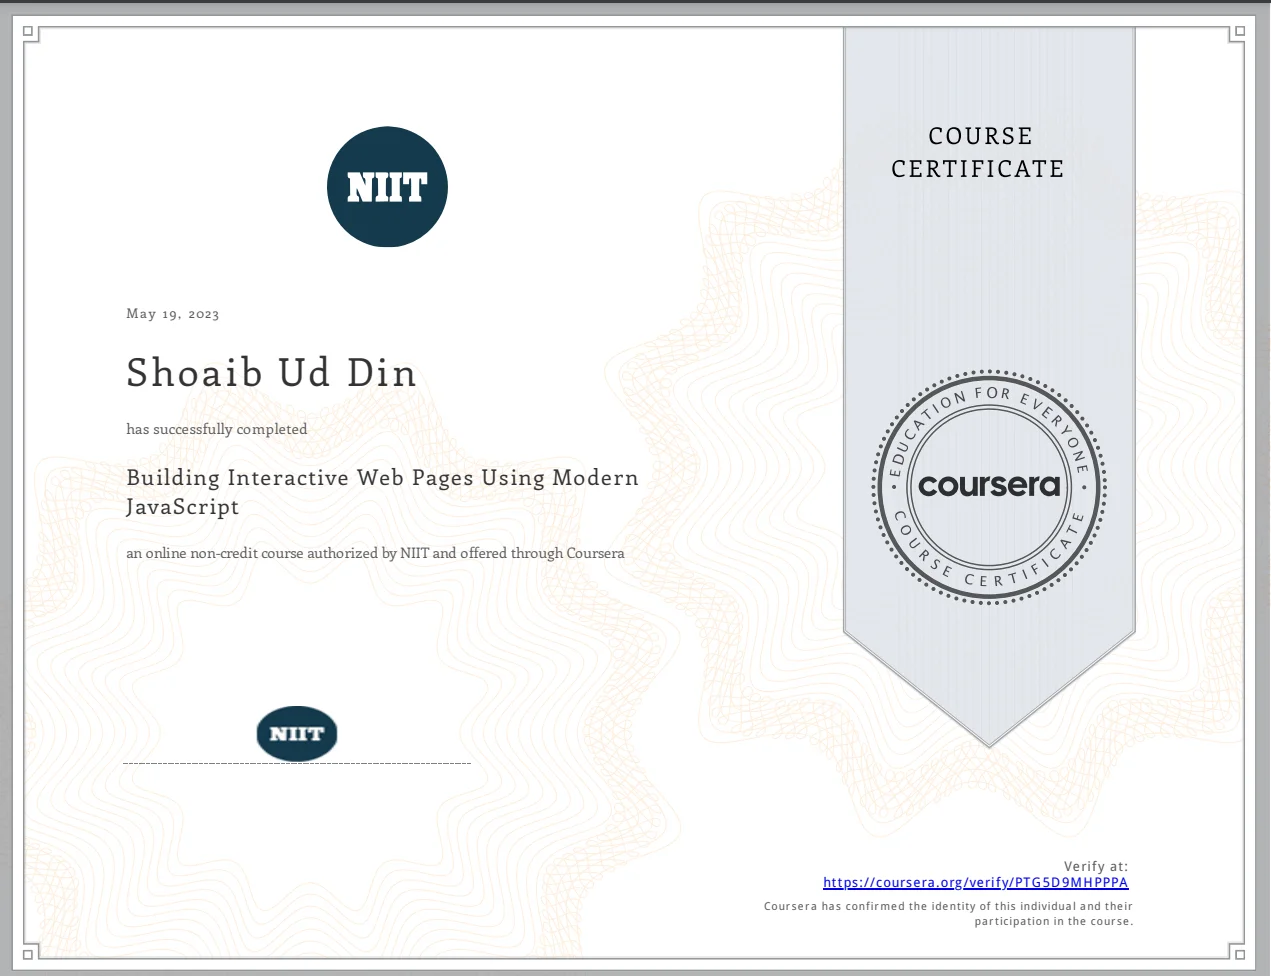 NIIT
COURSE
CERTIFICATE
May 19, 2023
Shoaib Ud Din
has successfully completed
Building Interactive Web Pages Using Modern
JavaScript
an online non-credit course authorized by NIIT and offered through Coursera
• EDUCATION FOR EVERYONE •
coursera
COURSE CERTIFICATE
NIIT
Verify at:
https://coursera.org/verify/PTG5D9MHPPPA
Coursera has confirmed the identity of this individual and their
participation in the course.